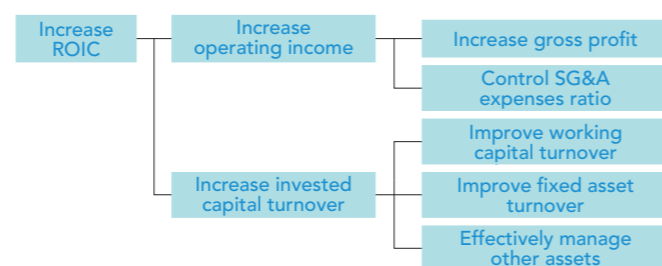 Increase
ROIC
Increase
operating income
Increase gross profit
Control SG&A
expenses ratio
Increase invested
capital turnover
Improve working
capital turnover
Improve fixed asset
turnover
Effectively manage
other assets